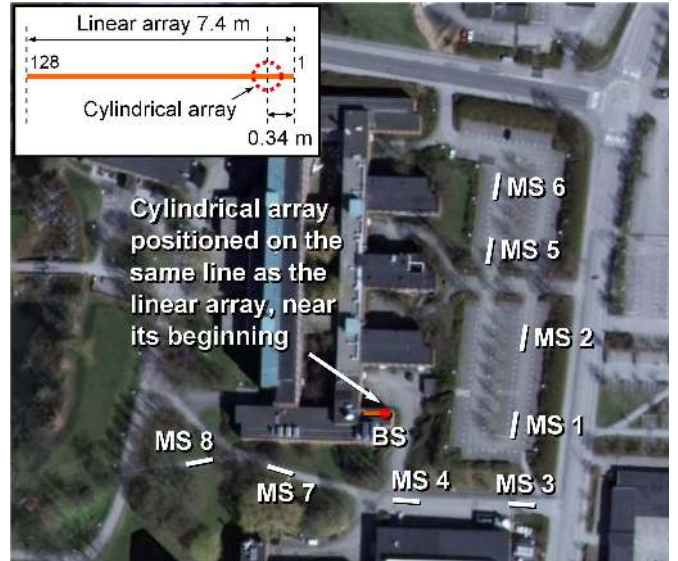 Linear array 7.4 m
128
1
Cylindrical array
0.34 m
Cylindrical array
positioned on the
same line as the
linear array, near
its beginning
MS 6
MS 5
MS 2
MS 1
BS
MS 8
MS 7
MS 4
MS 3